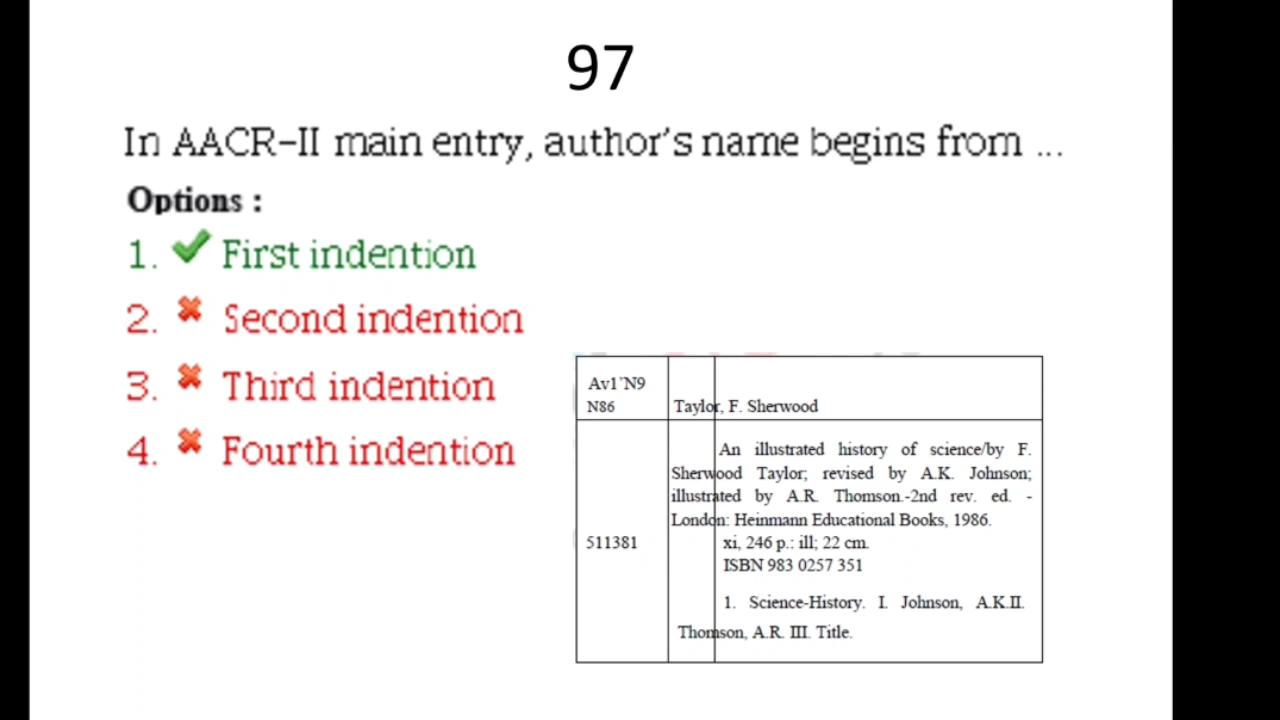 97
In AACR-II main entry, author's name begins from ...
Options :
1. First indention
2. Second indention
3. Third indention
4. Fourth indention
Av1'N9
N86
Taylor, F. Sherwood
An illustrated history of science/by F.
Sherwood Taylor; revised by A.K. Johnson;
illustrated by A.R. Thomson.-2nd rev. ed. -
London: Heinmann Educational Books, 1986.
511381
xi, 246 p.: ill; 22 cm.
ISBN 983 0257 351
1. Science-History. I. Johnson, A.K.II.
Thomson, A.R. III. Title.